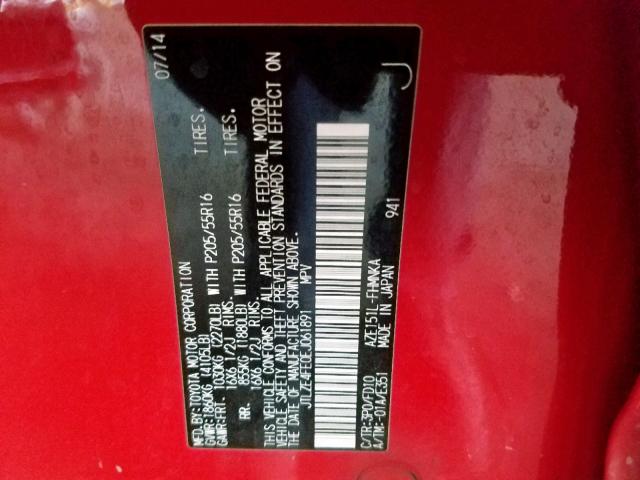 MFD.BY:TOYOTA MOTOR CORPORATION 07/14
GVWR:1860KG (4105LB)
GAWR:FRT. 1030KG (2270LB) WITH P205/55R16 TIRES.
16X6 1/2J RIMS.
RR. 855KG (1880LB) WITH P205/55R16 TIRES.
16X6 1/2J RIMS.
THIS VEHICLE CONFORMS TO ALL APPLICABLE FEDERAL MOTOR
VEHICLE SAFETY AND THEFT PREVENTION STANDARDS IN EFFECT ON
THE DATE OF MANUFACTURE SHOWN ABOVE.
JTLZE4FE0EJ061891 MPV
C/TR:3P0/FD10 AZE151L-FHMNKA 941 J
A/TM:-01A/E351 MADE IN JAPAN